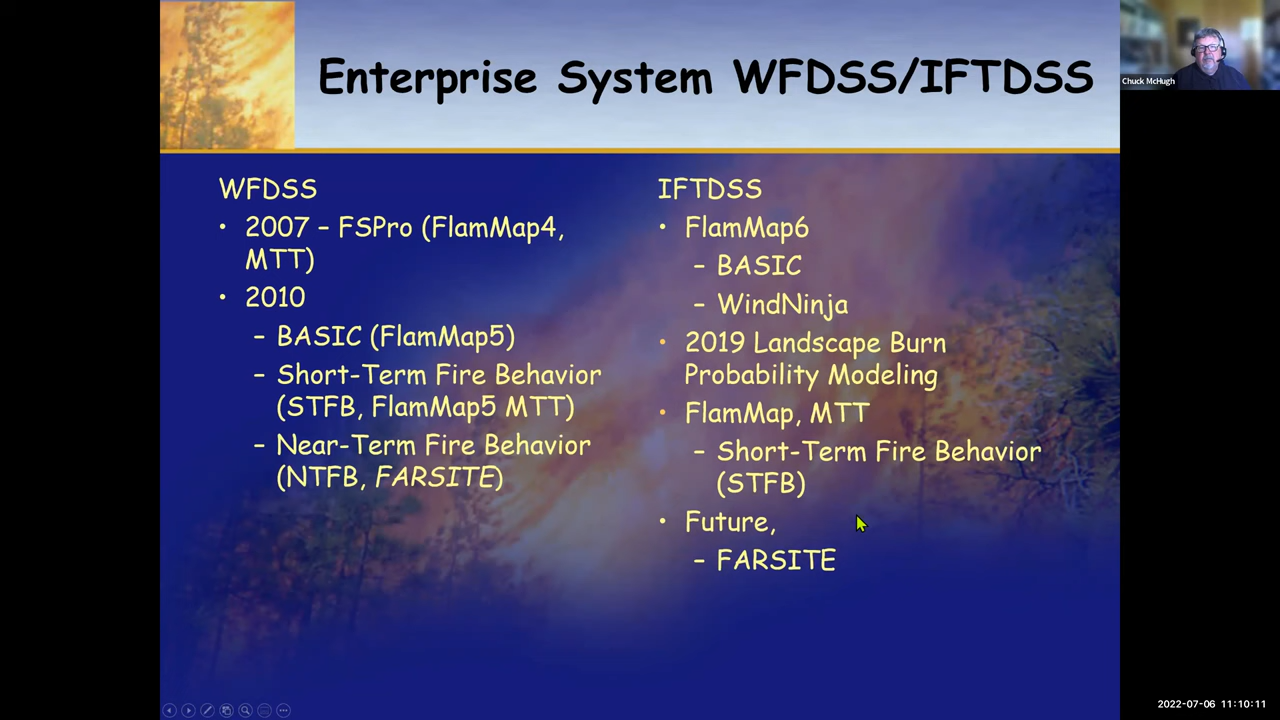 Enterprise System WFDSS/IFTDSS
Chuck McHugh
WFDSS
• 2007 – FSPro (FlamMap4,
MTT)
• 2010
– BASIC (FlamMap5)
– Short-Term Fire Behavior
(STFB, FlamMap5 MTT)
– Near-Term Fire Behavior
(NTFB, FARSITE)
IFTDSS
• FlamMap6
– BASIC
– WindNinja
• 2019 Landscape Burn
Probability Modeling
• FlamMap, MTT
– Short-Term Fire Behavior
(STFB)
• Future,
– FARSITE
2022-07-06 11:10:11